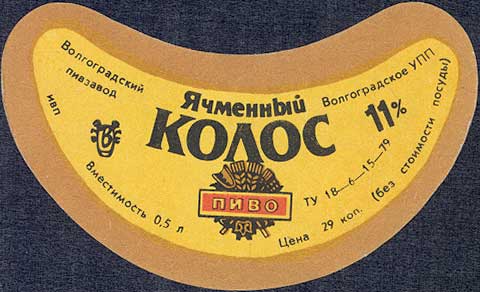 Волгоградский
пивзавод
ивп
Вместимость 0,5 л
Ячменный
КОЛОС
ПИВО
Волгоградское УПП
11%
ТУ 18—6—15—79
Цена 29 коп. (без стоимости посуды)